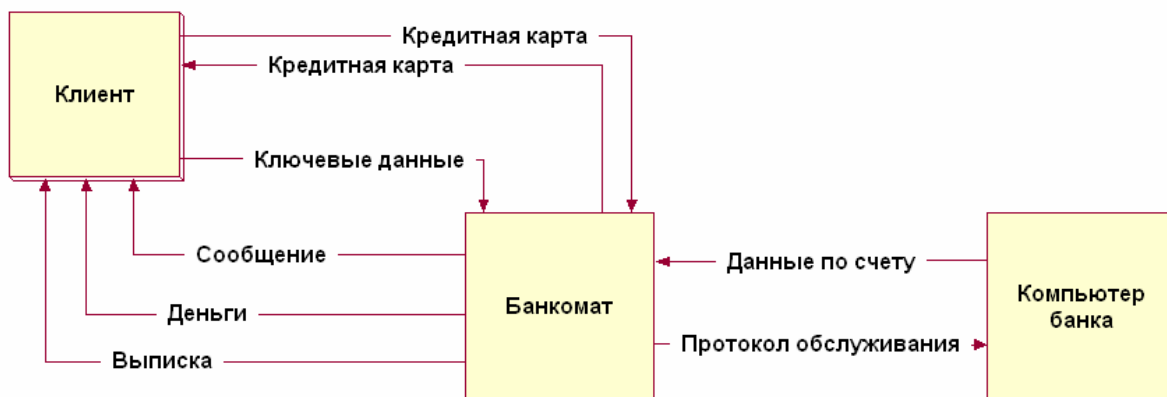 Кредитная карта
Кредитная карта
Клиент
Ключевые данные
Сообщение
Данные по счету
Деньги
Банкомат
Компьютер
банка
Протокол обслуживания
Выписка